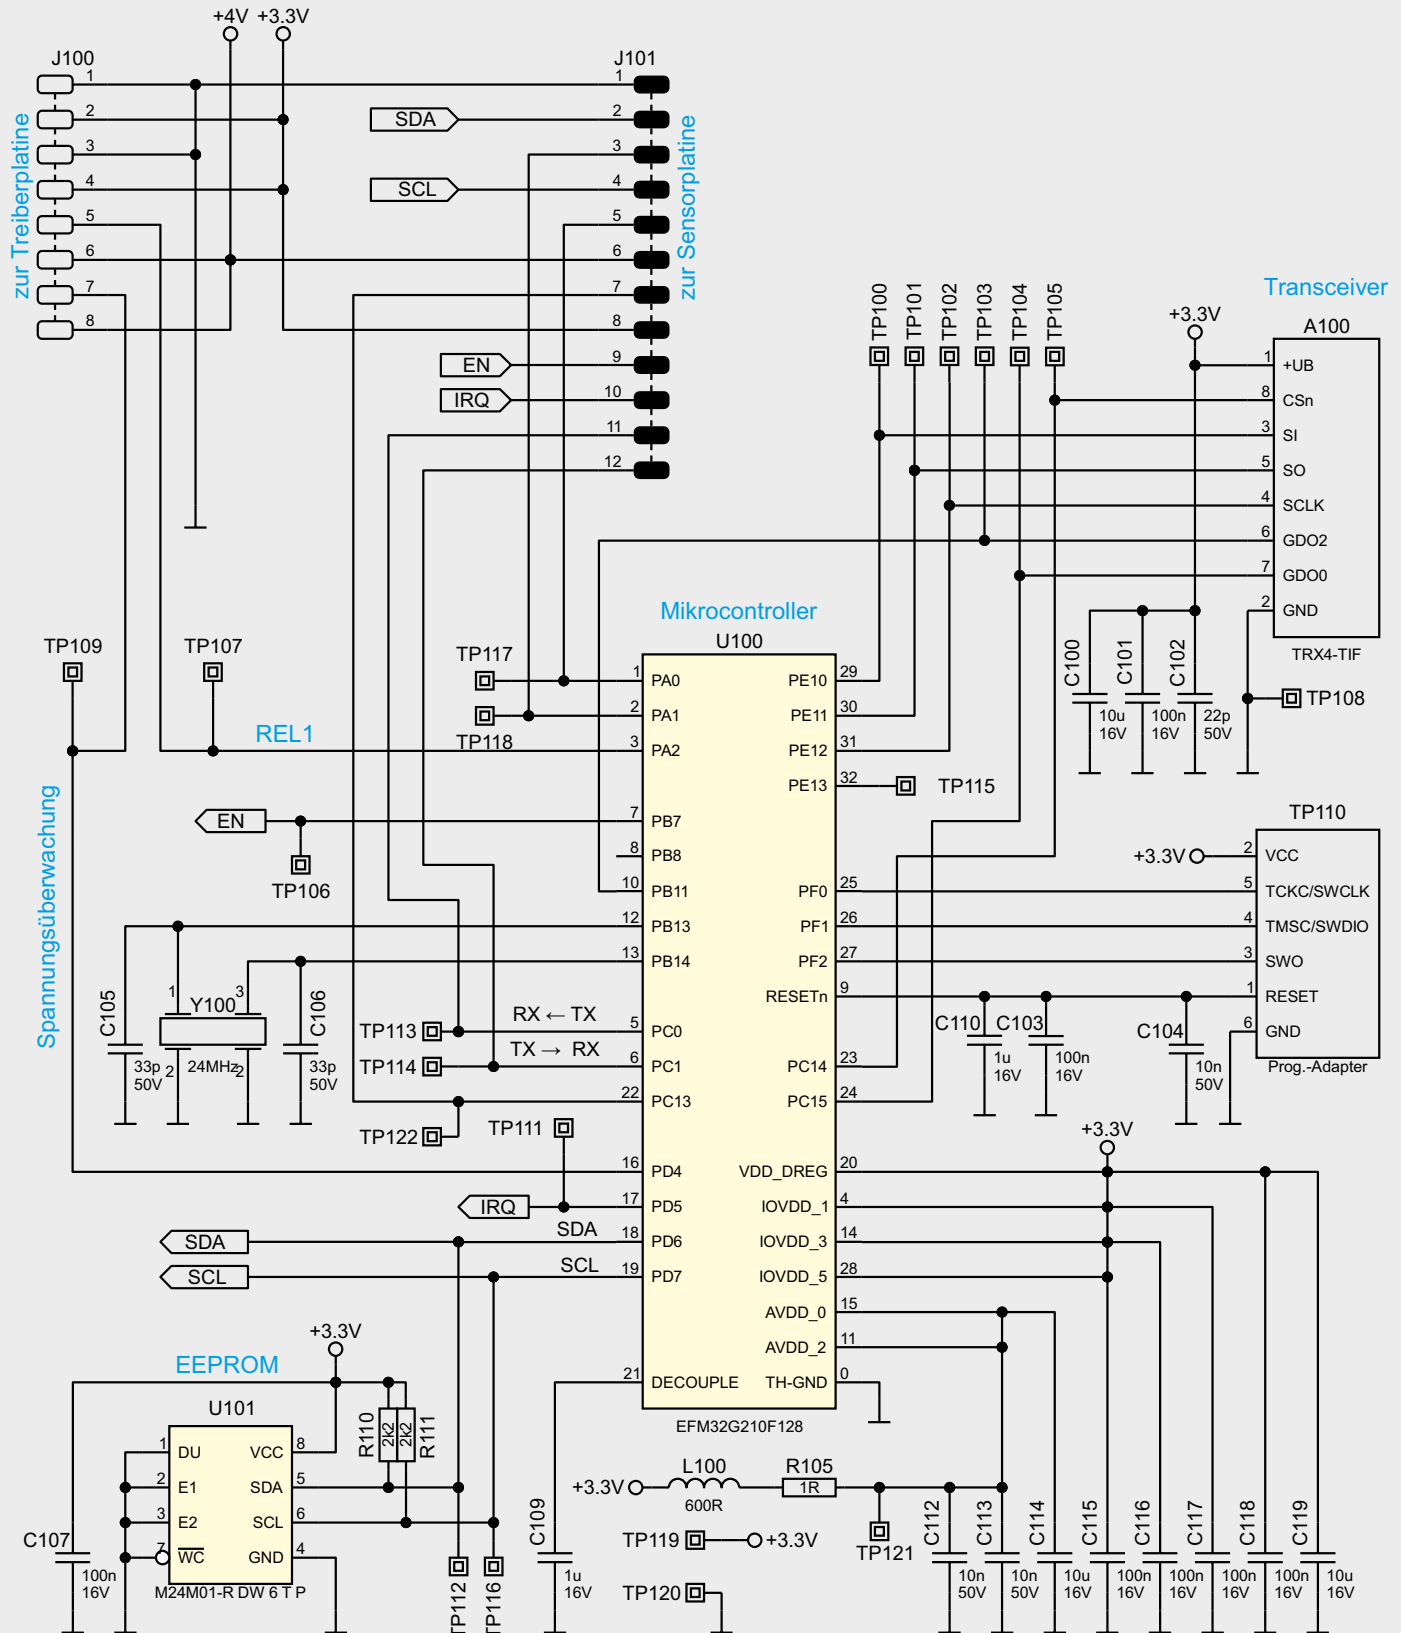 +4V +3.3V
J100
1
2
3
4
5
6
7
8
zur Treiberplatine
J101
1
2
3
4
5
6
7
8
9
10
11
12
zur Sensorplatine
SDA
SCL
EN
IRQ
TP100
TP101
TP102
TP103
TP104
TP105
Transceiver
+3.3V
A100
1 +UB
8 CSn
3 SI
5 SO
4 SCLK
6 GDO2
7 GDO0
2 GND
TRX4-TIF
C100
10u
16V
C101
100n
16V
C102
22p
50V
TP108
Mikrocontroller
U100
TP109
TP107
REL1
TP117
TP118
1 PA0
2 PA1
3 PA2
7 PB7
8 PB8
10 PB11
12 PB13
13 PB14
5 PC0
6 PC1
22 PC13
16 PD4
17 PD5
18 PD6
19 PD7
21 DECOUPLE
PE10 29
PE11 30
PE12 31
PE13 32
PF0 25
PF1 26
PF2 27
RESETn 9
PC14 23
PC15 24
VDD_DREG 20
IOVDD_1 4
IOVDD_3 14
IOVDD_5 28
AVDD_0 15
AVDD_2 11
TH-GND 0
EFM32G210F128
TP115
Spannungsüberwachung
EN
TP106
C105
33p
50V
1
Y100
3
2
24MHz
2
C106
33p
50V
TP113
RX ← TX
TP114
TX → RX
TP122
TP111
IRQ
SDA
SDA
SCL
SCL
TP110
+3.3V
2 VCC
5 TCKC/SWCLK
4 TMSC/SWDIO
3 SWO
1 RESET
6 GND
Prog.-Adapter
C110
1u
16V
C103
100n
16V
C104
10n
50V
+3.3V
+3.3V
EEPROM
U101
1 DU
2 E1
3 E2
7 WC
VCC 8
SDA 5
SCL 6
GND 4
M24M01-R DW 6 T P
C107
100n
16V
R110
2k2
2k2
R111
TP112
TP116
C109
1u
16V
+3.3V
L100
600R
R105
1R
TP119
+3.3V
TP120
TP121
C112
10n
50V
C113
10n
50V
C114
10u
16V
C115
100n
16V
C116
100n
16V
C117
100n
16V
C118
100n
16V
C119
10u
16V